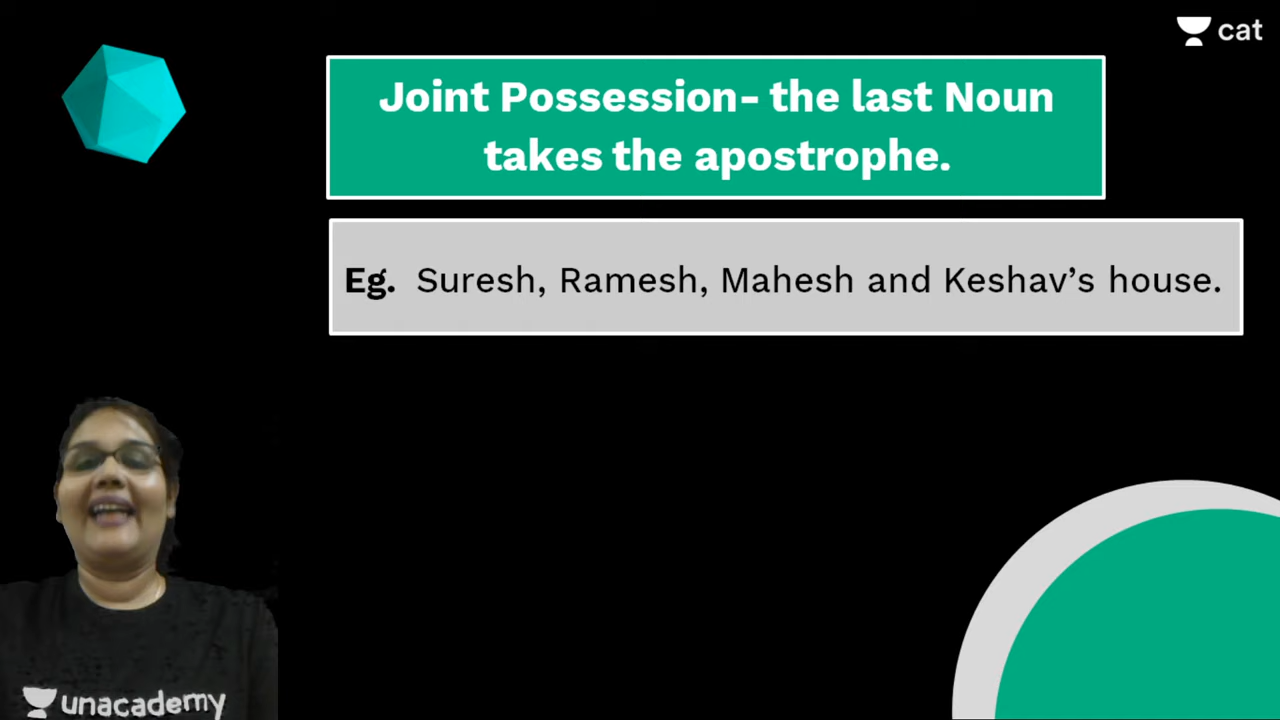 cat
Joint Possession- the last Noun
takes the apostrophe.
Eg. Suresh, Ramesh, Mahesh and Keshav’s house.
unacademy